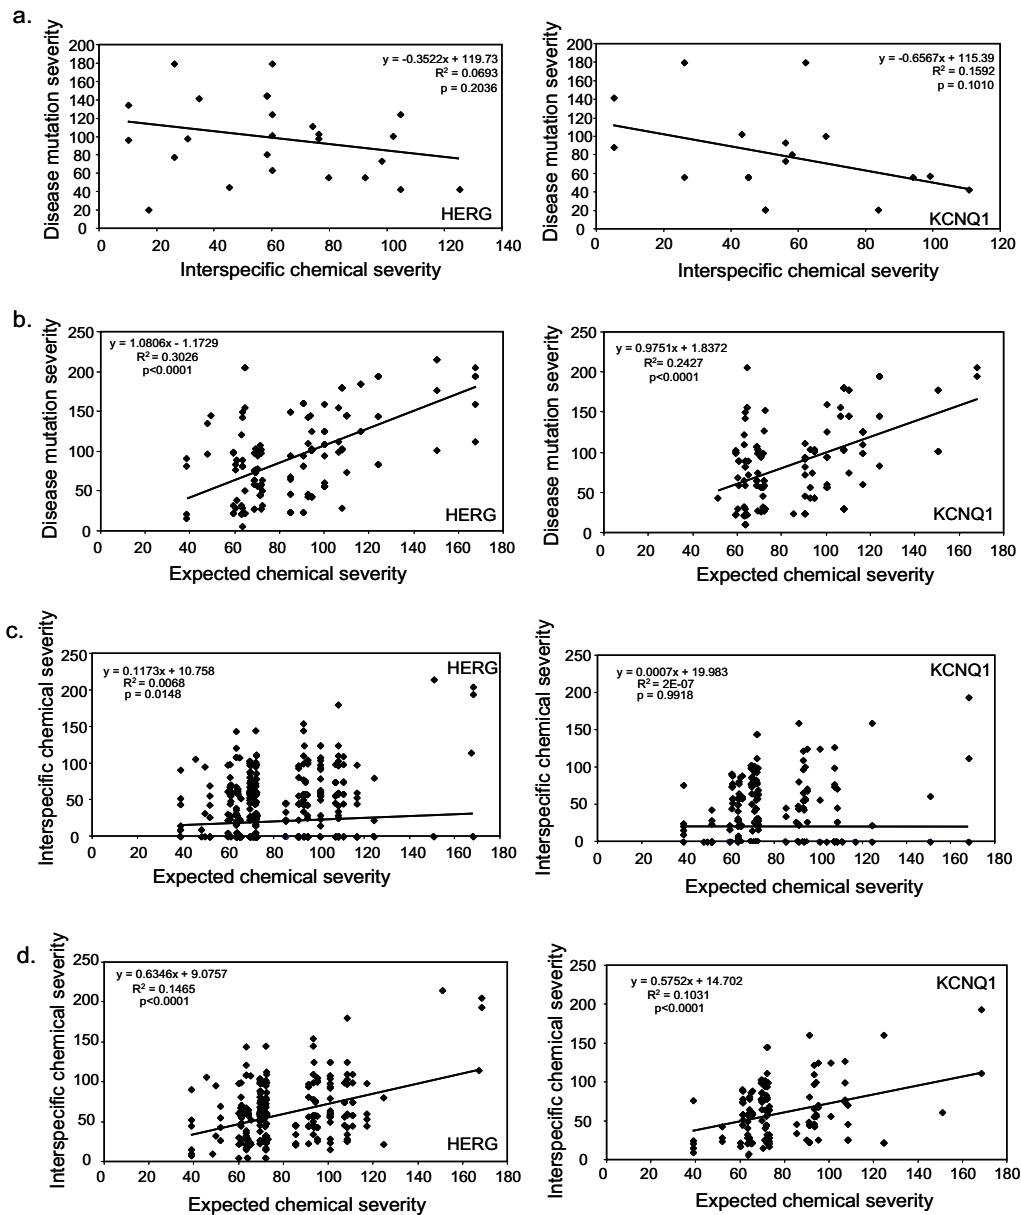 a.
Disease mutation severity
200
180
160
140
120
100
80
60
40
20
0
y = -0.3522x + 119.73
R² = 0.0693
p = 0.2036
HERG
0 20 40 60 80 100 120 140
Interspecific chemical severity
Disease mutation severity
200
180
160
140
120
100
80
60
40
20
0
y = -0.6567x + 115.39
R² = 0.1592
p = 0.1010
KCNQ1
0 20 40 60 80 100 120
Interspecific chemical severity
b.
Disease mutation severity
250
200
150
100
50
0
y = 1.0806x - 1.1729
R² = 0.3026
p<0.0001
HERG
0 20 40 60 80 100 120 140 160 180
Expected chemical severity
Disease mutation severity
250
200
150
100
50
0
y = 0.9751x + 1.8372
R²= 0.2427
p<0.0001
KCNQ1
0 20 40 60 80 100 120 140 160 180
Expected chemical severity
c.
Interspecific chemical severity
250
200
150
100
50
0
y = 0.1173x + 10.758
R² = 0.0068
p = 0.0148
HERG
0 20 40 60 80 100 120 140 160 180
Expected chemical severity
Interspecific chemical severity
250
200
150
100
50
0
y = 0.0007x + 19.983
R² = 2E-07
p = 0.9918
KCNQ1
0 20 40 60 80 100 120 140 160 180
Expected chemical severity
d.
Interspecific chemical severity
250
200
150
100
50
0
y = 0.6346x + 9.0757
R² = 0.1465
p<0.0001
HERG
0 20 40 60 80 100 120 140 160 180
Expected chemical severity
Interspecific chemical severity
250
200
150
100
50
0
y = 0.5752x + 14.702
R² = 0.1031
p<0.0001
KCNQ1
0 20 40 60 80 100 120 140 160 180
Expected chemical severity